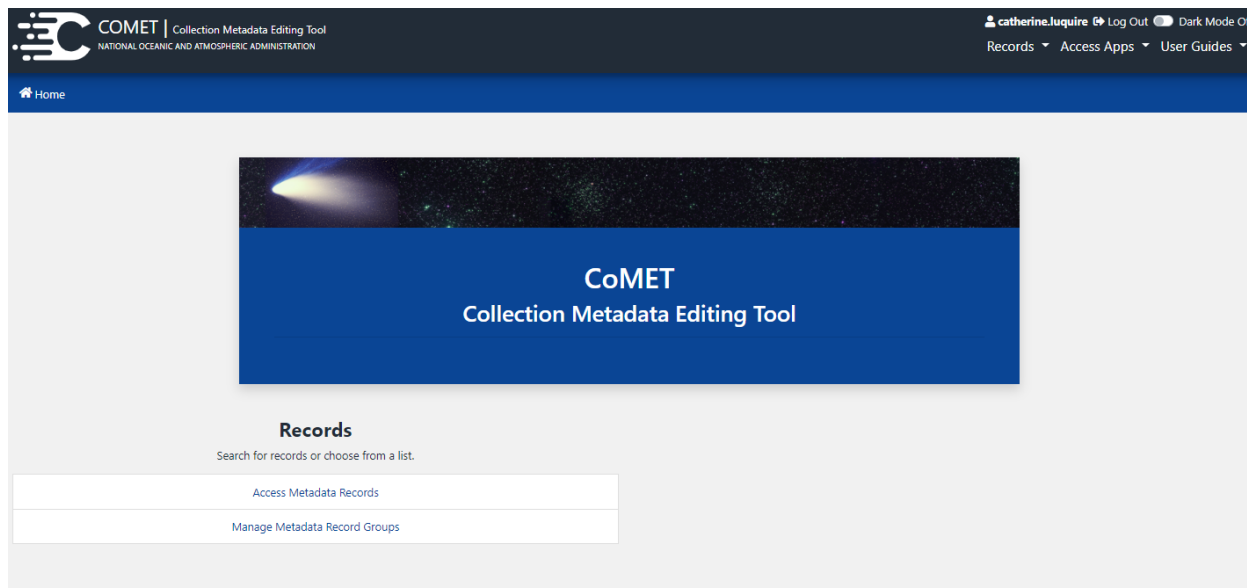 COMET | Collection Metadata Editing Tool
NATIONAL OCEANIC AND ATMOSPHERIC ADMINISTRATION
catherine.luquire Log Out Dark Mode O
Records Access Apps User Guides
Home
CoMET
Collection Metadata Editing Tool
Records
Search for records or choose from a list.
Access Metadata Records
Manage Metadata Record Groups